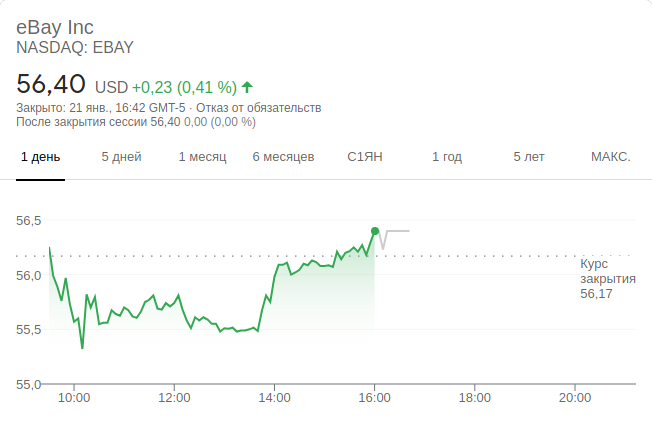 eBay Inc
NASDAQ: EBAY
56,40 USD +0,23 (0,41 %)
Закрыто: 21 янв., 16:42 GMT-5 · Отказ от обязательств
После закрытия сессии 56,40 0,00 (0,00 %)
1 день 5 дней 1 месяц 6 месяцев С1ЯН 1 год 5 лет МАКС.
56,5
56,0
55,5
55,0
Курс
закрытия
56,17
10:00 12:00 14:00 16:00 18:00 20:00